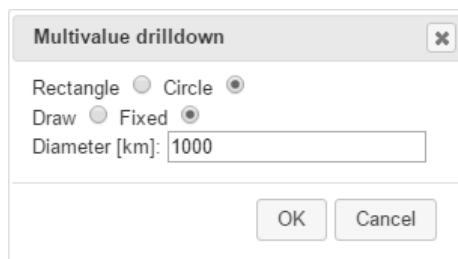 Multivalue drilldown
Rectangle Circle
Draw Fixed
Diameter [km]: 1000
OK Cancel